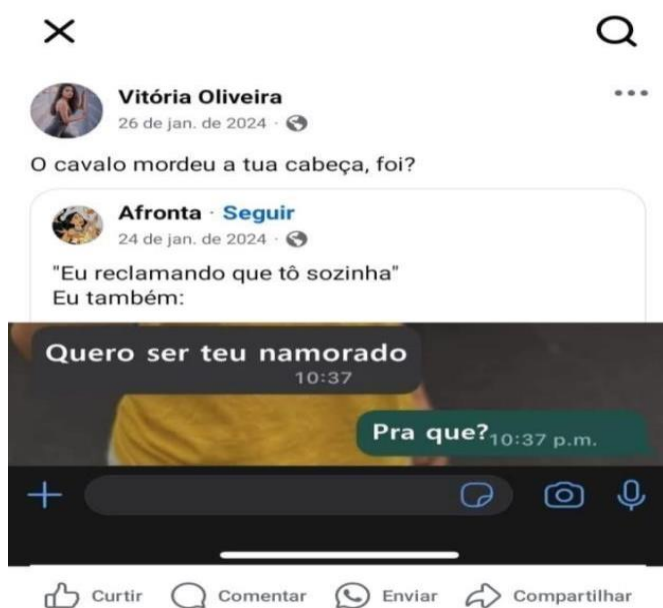 Vitória Oliveira
26 de jan. de 2024 ·
O cavalo mordeu a tua cabeça, foi?
Afronta · Seguir
24 de jan. de 2024 ·
"Eu reclamando que tô sozinha"
Eu também:
Quero ser teu namorado
10:37
Pra que? 10:37 p.m.
Curtir Comentar Enviar Compartilhar